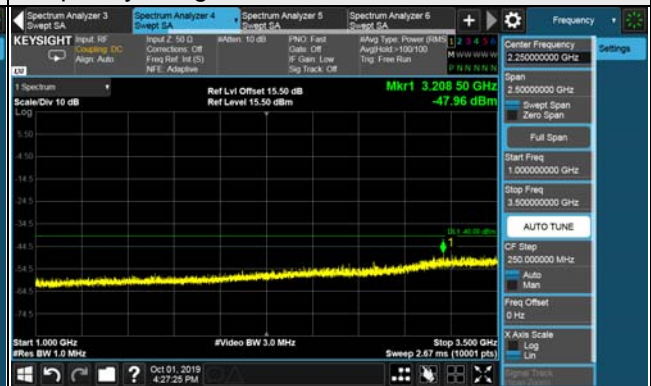 Spectrum Analyzer 3
Swept SA
Spectrum Analyzer 4
Swept SA
Spectrum Analyzer 5
Swept SA
Spectrum Analyzer 6
Swept SA
+
Frequency
KEYSIGHT
Input: RF
Coupling: DC
Align: Auto
Input Z: 50 Ω
Corrections: Off
Freq Ref: Int (S)
NFE: Adaptive
#Atten: 10 dB
PNO: Fast
Gate: Off
IF Gain: Low
Sig Track: Off
#Avg Type: Power (RMS)
Avg|Hold:>100/100
Trig: Free Run
1 2 3 4 5 6
M W W W W W
P N N N N N
LW
1 Spectrum
Scale/Div 10 dB
Log
Ref Lvl Offset 15.50 dB
Ref Level 15.50 dBm
Mkr1 3.208 50 GHz
-47.96 dBm
5.50
-4.50
-14.5
-24.5
-34.5
-44.5
-54.5
-64.5
-74.5
1
Start 1.000 GHz
#Res BW 1.0 MHz
#Video BW 3.0 MHz
Stop 3.500 GHz
Sweep 2.67 ms (10001 pts)
Center Frequency
2.250000000 GHz
Settings
Span
2.50000000 GHz
Swept Span
Zero Span
Full Span
Start Freq
1.000000000 GHz
Stop Freq
3.500000000 GHz
AUTO TUNE
CF Step
250.000000 MHz
Auto
Man
Freq Offset
0 Hz
X Axis Scale
Log
Lin
Signal Track
(Span Zoom)
?
Oct 01, 2019
4:27:25 PM